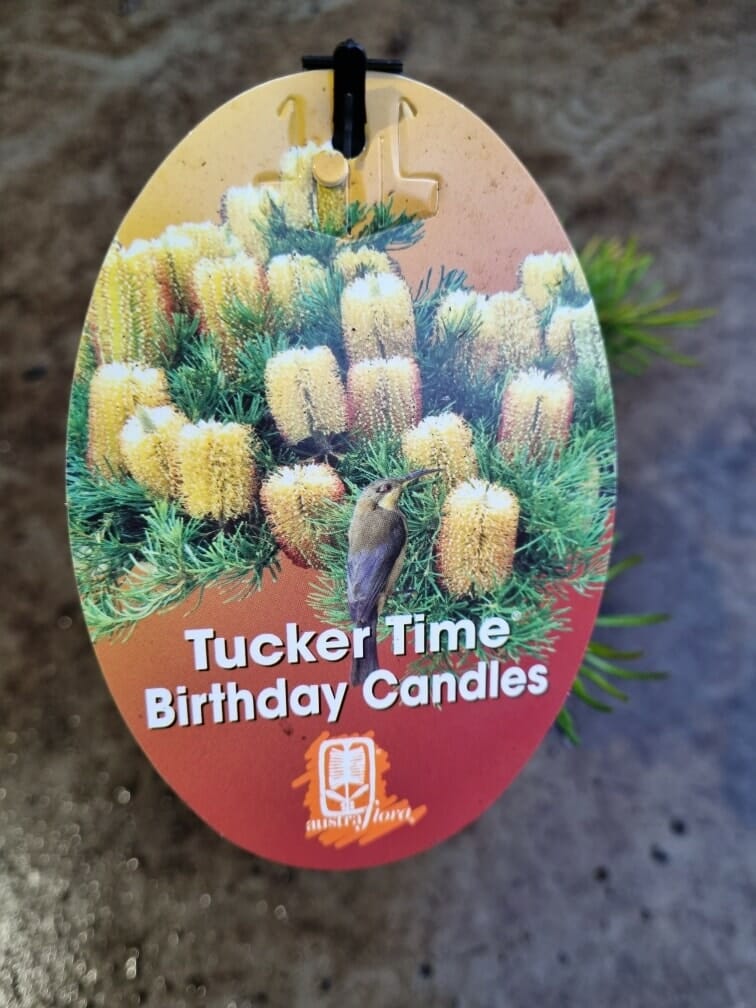 Tucker Time®
Birthday Candles
austraflora